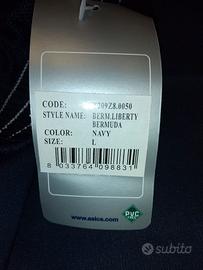 CODE:
STYLE NAME: BERM.LIBERTY
BERMUDA
COLOR: NAVY
SIZE: L
8 033764 098831
www.asics.com
PVC
subito